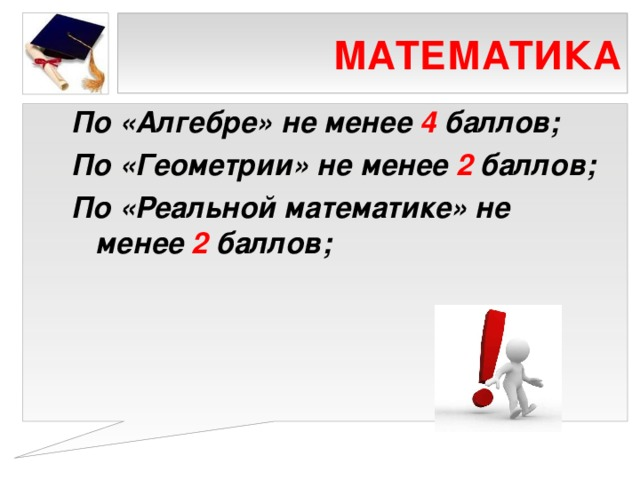 МАТЕМАТИКА
По «Алгебре» не менее 4 баллов;
По «Геометрии» не менее 2 баллов;
По «Реальной математике» не
менее 2 баллов;